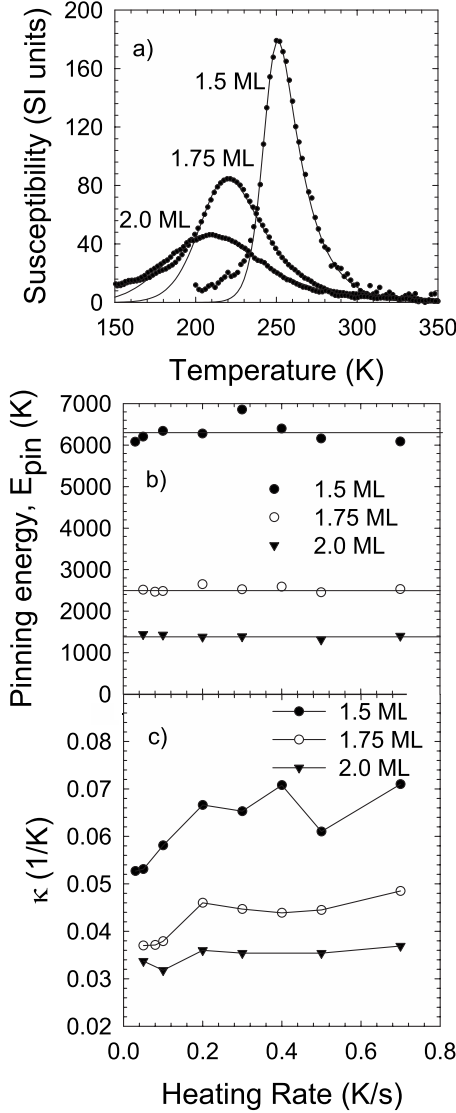 180
a)
1.5 ML
120
1.75 ML
80
2.0 ML
40
0
Susceptibility (SI units)
150 200 250 300 350
Temperature (K)
7000
6000
5000
b)
1.5 ML
4000
1.75 ML
3000
2.0 ML
2000
1000
0
Pinning energy, Epin (K)
c)
1.5 ML
0.08
1.75 ML
2.0 ML
0.07
0.06
0.05
0.04
0.03
0.02
κ (1/K)
0.0 0.2 0.4 0.6 0.8
Heating Rate (K/s)